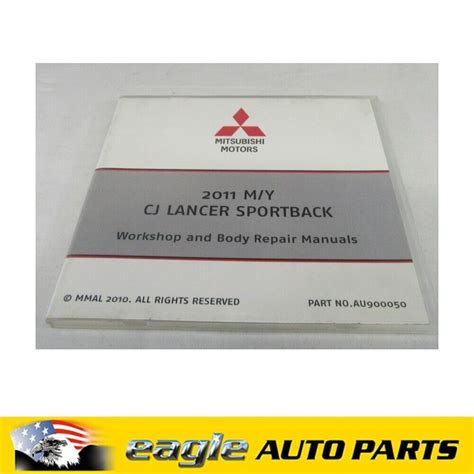 MITSUBISHI
MOTORS
2011 M/Y
CJ LANCER SPORTBACK
Workshop and Body Repair Manuals
© MMAL 2010. ALL RIGHTS RESERVED
PART NO.AU900050
eagle AUTO PARTS